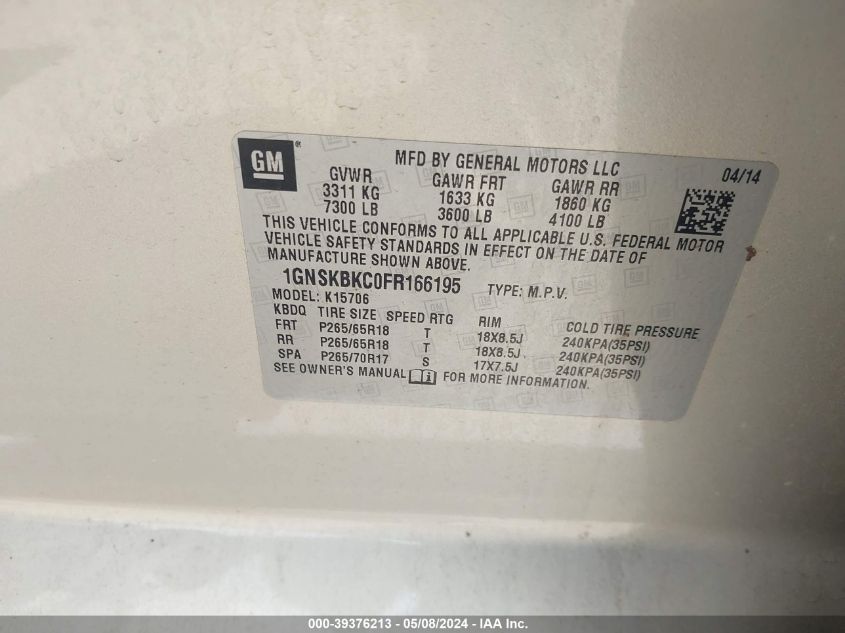 GM®
MFD BY GENERAL MOTORS LLC
04/14
GVWR GAWR FRT GAWR RR
3311 KG 1633 KG 1860 KG
7300 LB 3600 LB 4100 LB
THIS VEHICLE CONFORMS TO ALL APPLICABLE U.S. FEDERAL MOTOR
VEHICLE SAFETY STANDARDS IN EFFECT ON THE DATE OF
MANUFACTURE SHOWN ABOVE.
1GNSKBKC0FR166195 TYPE: M.P.V.
MODEL: K15706
KBDQ TIRE SIZE SPEED RTG RIM COLD TIRE PRESSURE
FRT P265/65R18 T 18X8.5J 240KPA(35PSI)
RR P265/65R18 T 18X8.5J 240KPA(35PSI)
SPA P265/70R17 S 17X7.5J 240KPA(35PSI)
SEE OWNER'S MANUAL FOR MORE INFORMATION.
000-39376213 - 05/08/2024 - IAA Inc.